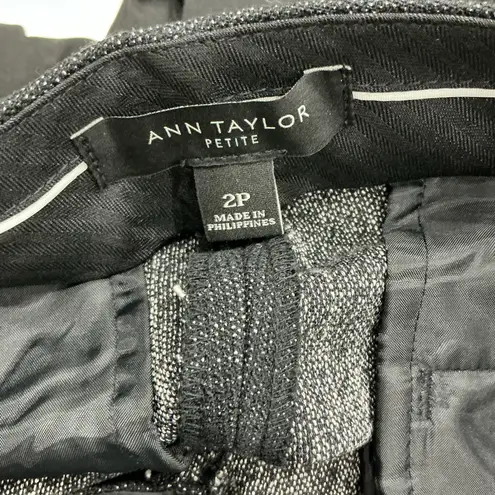 ANN TAYLOR
PETITE
2P
MADE IN
PHILIPPINES